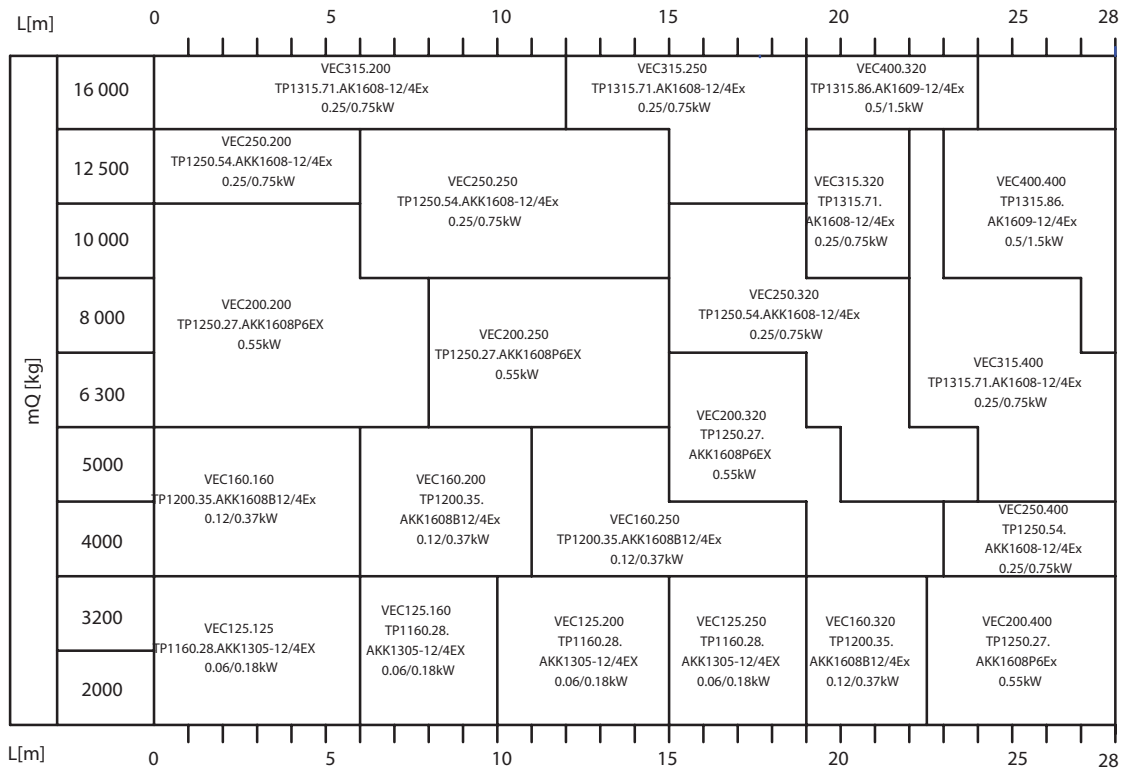 L[m] 0 5 10 15 20 25 28
mQ [kg]
16 000
VEC315.200
TP1315.71.AK1608-12/4Ex
0.25/0.75kW
VEC315.250
TP1315.71.AK1608-12/4Ex
0.25/0.75kW
VEC400.320
TP1315.86.AK1609-12/4Ex
0.5/1.5kW
12 500
VEC250.200
TP1250.54.AKK1608-12/4Ex
0.25/0.75kW
VEC250.250
TP1250.54.AKK1608-12/4Ex
0.25/0.75kW
VEC315.320
TP1315.71.
AK1608-12/4Ex
0.25/0.75kW
VEC400.400
TP1315.86.
AK1609-12/4Ex
0.5/1.5kW
10 000
8 000
VEC200.200
TP1250.27.AKK1608P6EX
0.55kW
VEC200.250
TP1250.27.AKK1608P6EX
0.55kW
VEC250.320
TP1250.54.AKK1608-12/4Ex
0.25/0.75kW
VEC315.400
TP1315.71.AK1608-12/4Ex
0.25/0.75kW
6 300
VEC200.320
TP1250.27.
AKK1608P6EX
0.55kW
5000
VEC160.160
TP1200.35.AKK1608B12/4Ex
0.12/0.37kW
VEC160.200
TP1200.35.
AKK1608B12/4Ex
0.12/0.37kW
4000
VEC160.250
TP1200.35.AKK1608B12/4Ex
0.12/0.37kW
VEC250.400
TP1250.54.
AKK1608-12/4Ex
0.25/0.75kW
3200
VEC125.125
TP1160.28.AKK1305-12/4EX
0.06/0.18kW
VEC125.160
TP1160.28.
AKK1305-12/4EX
0.06/0.18kW
VEC125.200
TP1160.28.
AKK1305-12/4EX
0.06/0.18kW
VEC125.250
TP1160.28.
AKK1305-12/4EX
0.06/0.18kW
VEC160.320
TP1200.35.
AKK1608B12/4Ex
0.12/0.37kW
VEC200.400
TP1250.27.
AKK1608P6Ex
0.55kW
2000
L[m] 0 5 10 15 20 25 28